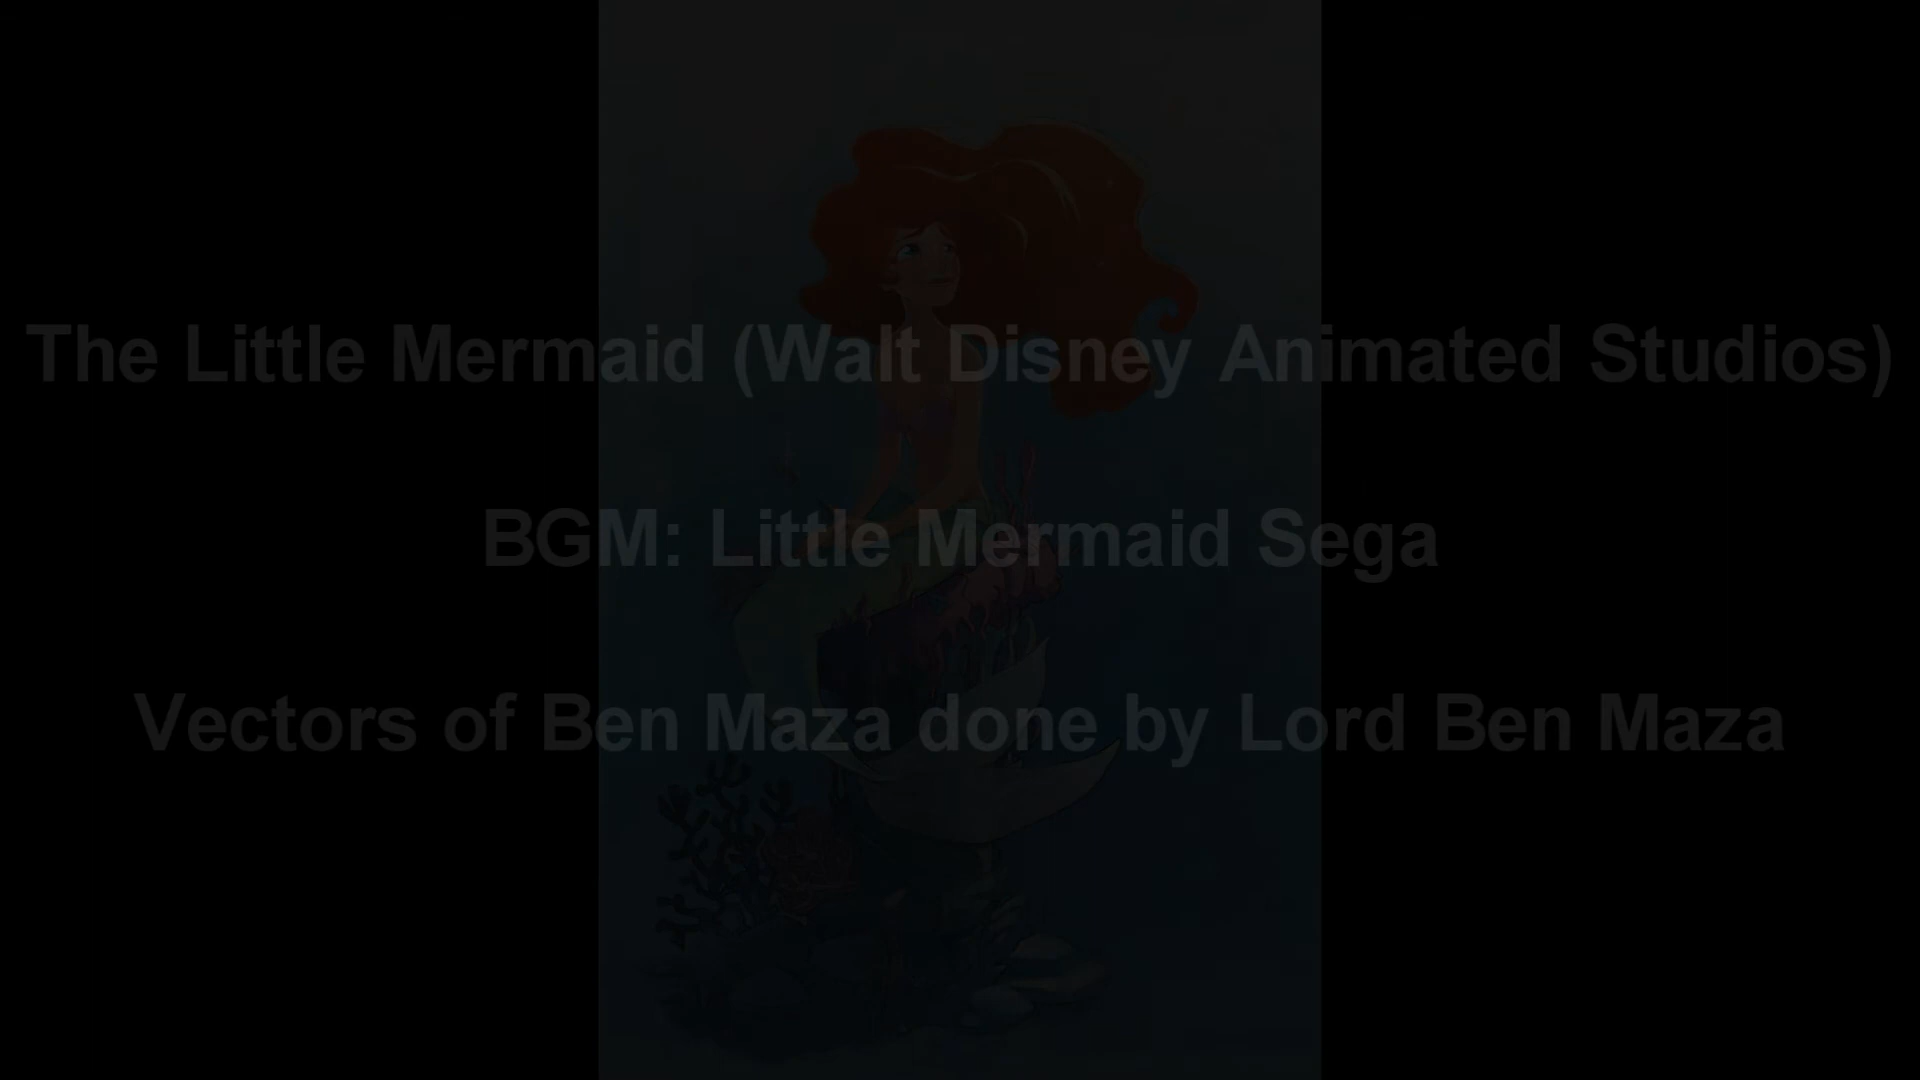 The Little Mermaid (Walt Disney Animated Studios)
BGM: Little Mermaid Sega
Vectors of Ben Maza done by Lord Ben Maza